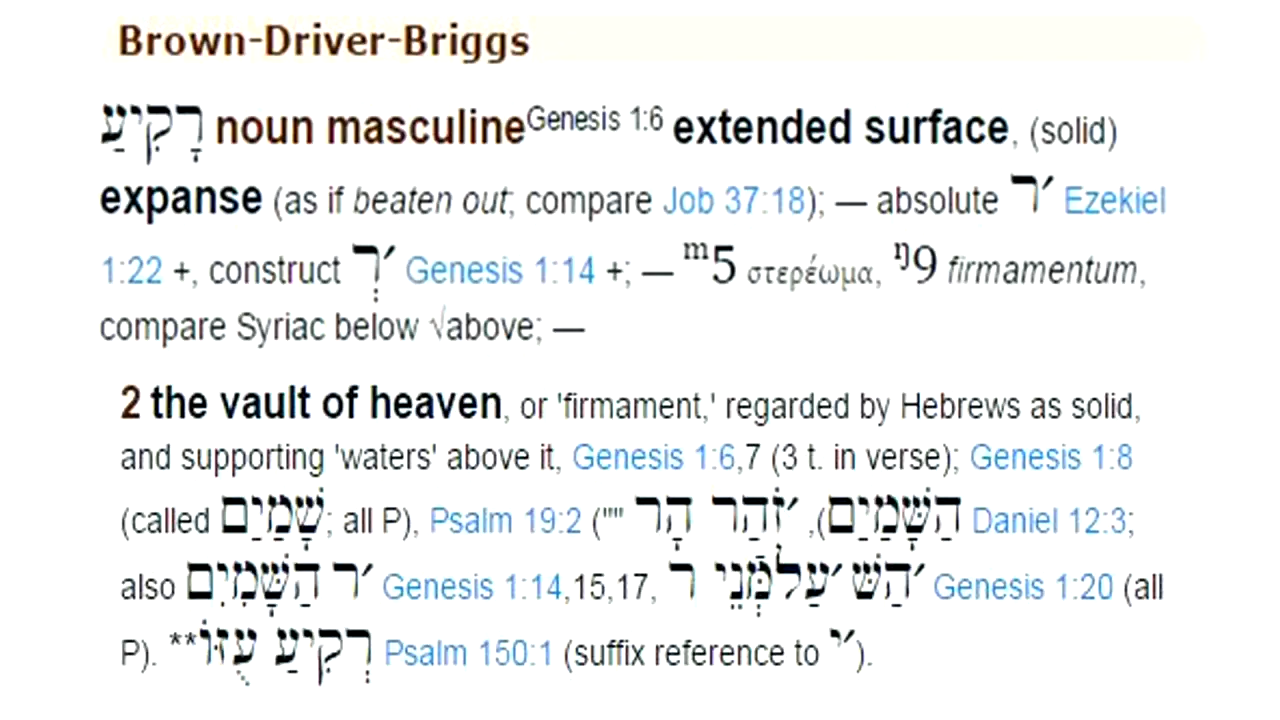 Brown-Driver-Briggs
רָקִיעַ noun masculine Genesis 1:6 extended surface, (solid)
expanse (as if beaten out; compare Job 37:18); — absolute ר׳ Ezekiel
1:22 +, construct רְ׳ Genesis 1:14 +; — ᵐ5 στερέωμα, ᵑ9 firmamentum,
compare Syriac below √above; —
2 the vault of heaven, or 'firmament,' regarded by Hebrews as solid,
and supporting 'waters' above it, Genesis 1:6,7 (3 t. in verse); Genesis 1:8
(called שָׁמַיַם; all P), Psalm 19:2 ("" הַשָּׁמַיַם), ׳זֹהַר הָר Daniel 12:3;
also ר׳ הַשָּׁמִיִם Genesis 1:14,15,17, ׳הַשּׁ ׳עַלמְּּנֵי ר Genesis 1:20 (all
P). **רְקִיעַ עֻזּוֺ Psalm 150:1 (suffix reference to ׳י).